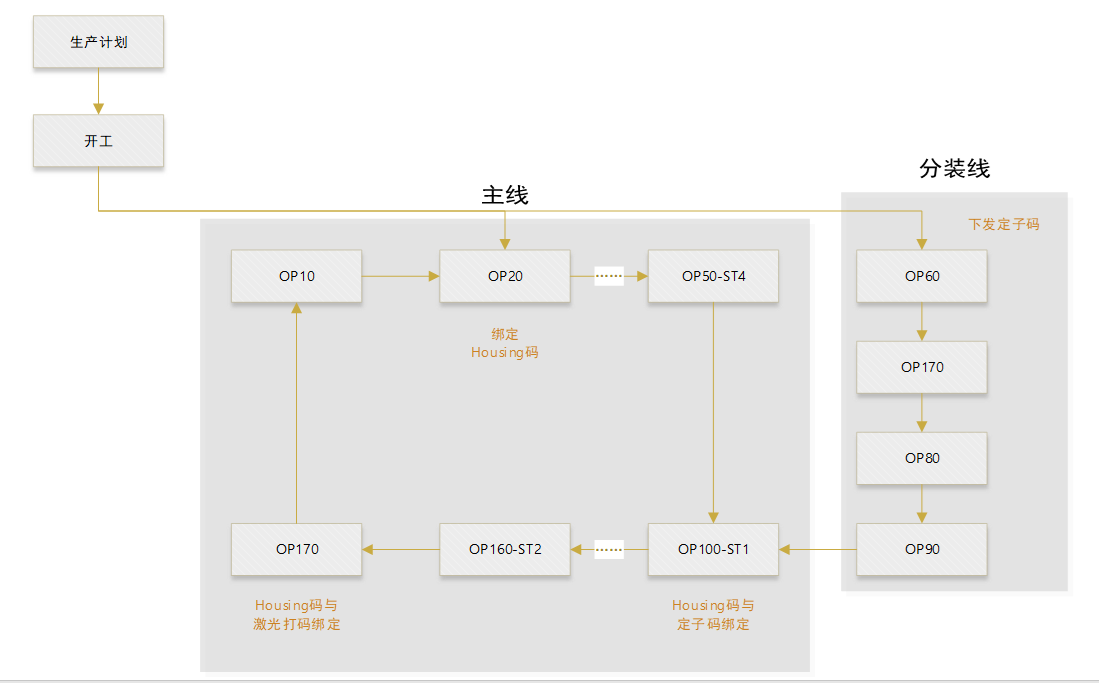 生产计划
开工
主线
分装线
下发定子码
OP10
OP20
OP50-ST4
OP60
绑定
Housing码
OP170
OP80
OP170
OP160-ST2
OP100-ST1
OP90
Housing码与
激光打码绑定
Housing码与
定子码绑定